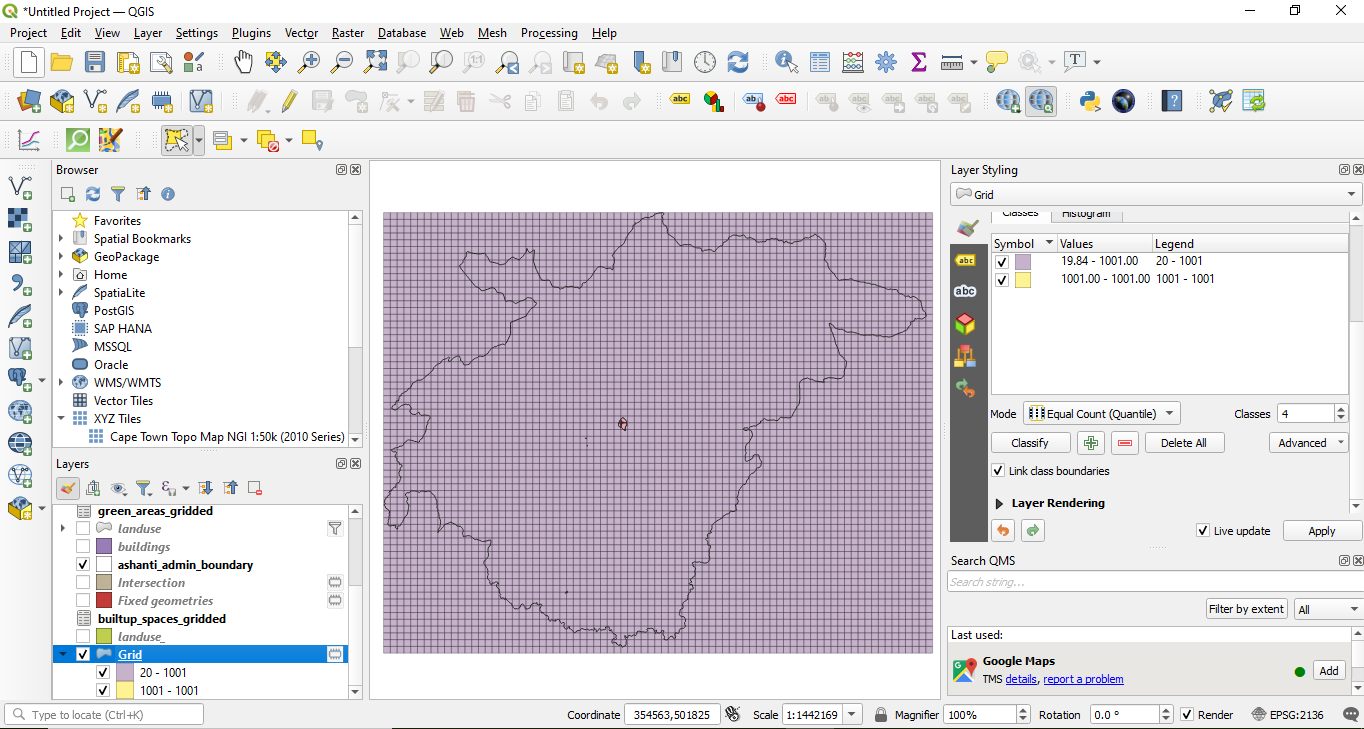 *Untitled Project — QGIS
Project Edit View Layer Settings Plugins Vector Raster Database Web Mesh Processing Help
Browser
Favorites
Spatial Bookmarks
GeoPackage
Home
SpatiaLite
PostGIS
SAP HANA
MSSQL
Oracle
WMS/WMTS
Vector Tiles
XYZ Tiles
Cape Town Topo Map NGI 1:50k (2010 Series)
Layers
green_areas_gridded
landuse
buildings
ashanti_admin_boundary
Intersection
Fixed geometries
builtup_spaces_gridded
landuse_
Grid
20 - 1001
1001 - 1001
Layer Styling
Grid
Classes Histogram
Symbol Values Legend
19.84 - 1001.00 20 - 1001
1001.00 - 1001.00 1001 - 1001
Mode Equal Count (Quantile) Classes 4
Classify Delete All Advanced
Link class boundaries
Layer Rendering
Live update Apply
Search QMS
Search string...
Filter by extent All
Last used:
Google Maps
TMS details, report a problem
Add
Type to locate (Ctrl+K) Coordinate 354563,501825 Scale 1:1442169 Magnifier 100% Rotation 0.0 ° Render EPSG:2136